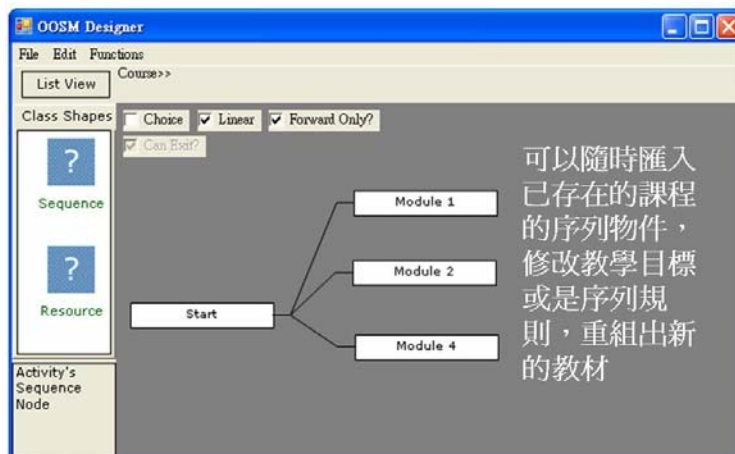 OOSM Designer
File Edit Functions
List View
Course>>
Class Shapes
Choice
Linear
Forward Only?
Can Exit?
?
Sequence
?
Resource
Start
Module 1
Module 2
Module 4
可以隨時匯入
已存在的課程
的序列物件，
修改教學目標
或是序列規
則，重組出新
的教材
Activity's
Sequence
Node